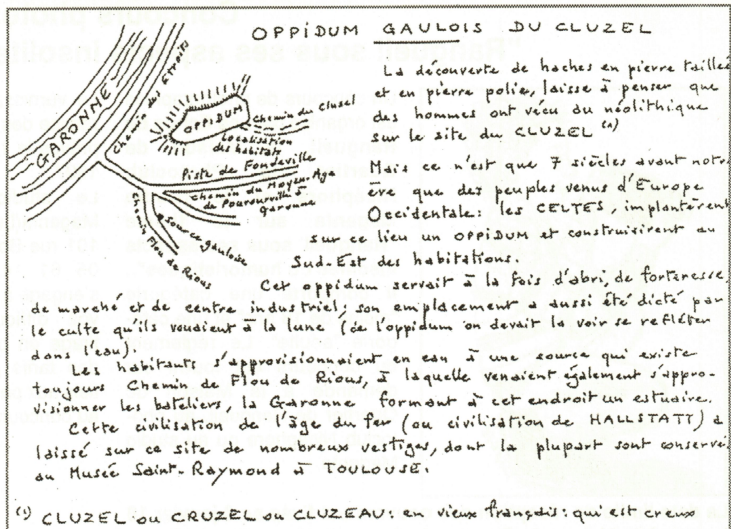 OPPIDUM GAULOIS DU CLUZEL
GARONNE
Chemin des Etroits
OPPIDUM
Chemin du Clusel
Localisation
des habitats
Piste de Fondeville
Chemin du Moyen-Age
de Poursourville à
Garonne
Source gauloise
Chemin Flou de Rious
La découverte de haches en pierre taillée
et en pierre polie, laisse à penser que
des hommes ont vécu au néolithique
sur le site du CLUZEL (1)
Mais ce n'est que 7 siècles avant notre
ère que des peuples venus d'Europe
Occidentale: les CELTES, implantèrent
sur ce lieu un OPPIDUM et construisirent au
Sud-Est des habitations.
Cet oppidum servait à la fois d'abri, de forteresse,
de marché et de centre industriel; son emplacement a aussi été dicté par
le culte qu'ils vouaient à la lune (de l'oppidum on devait la voir se refléter
dans l'eau).
Les habitants s'approvisionnaient en eau à une source qui existe
toujours Chemin de Flou de Rious, à laquelle venaient également s'appro-
visionner les bateliers, la Garonne formant à cet endroit un estuaire.
Cette civilisation de l'âge du fer (ou civilisation de HALLSTATT) a
laissé sur ce site de nombreux vestiges, dont la plupart sont conservés
au Musée Saint-Raymond à TOULOUSE.
(1) CLUZEL ou CRUZEL ou CLUZEAU: en vieux français: qui est creux